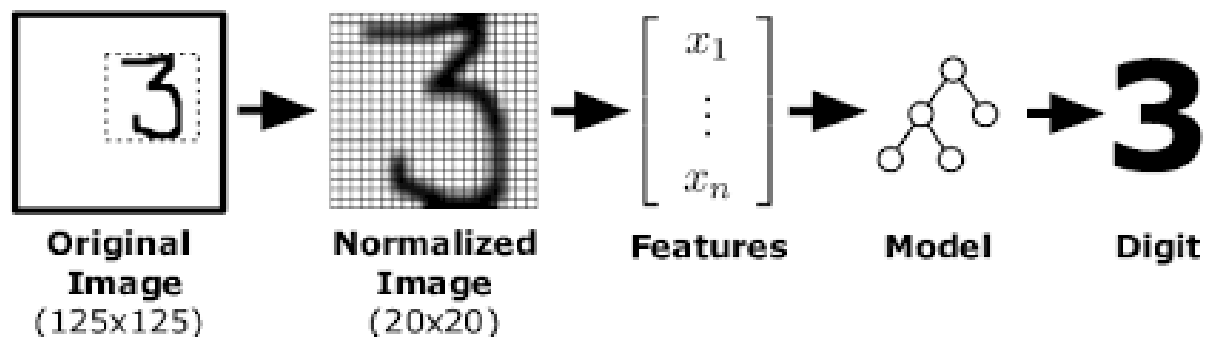 3
3
x₁
⋮
xₙ
3
Original
Image
(125x125)
Normalized
Image
(20x20)
Features
Model
Digit